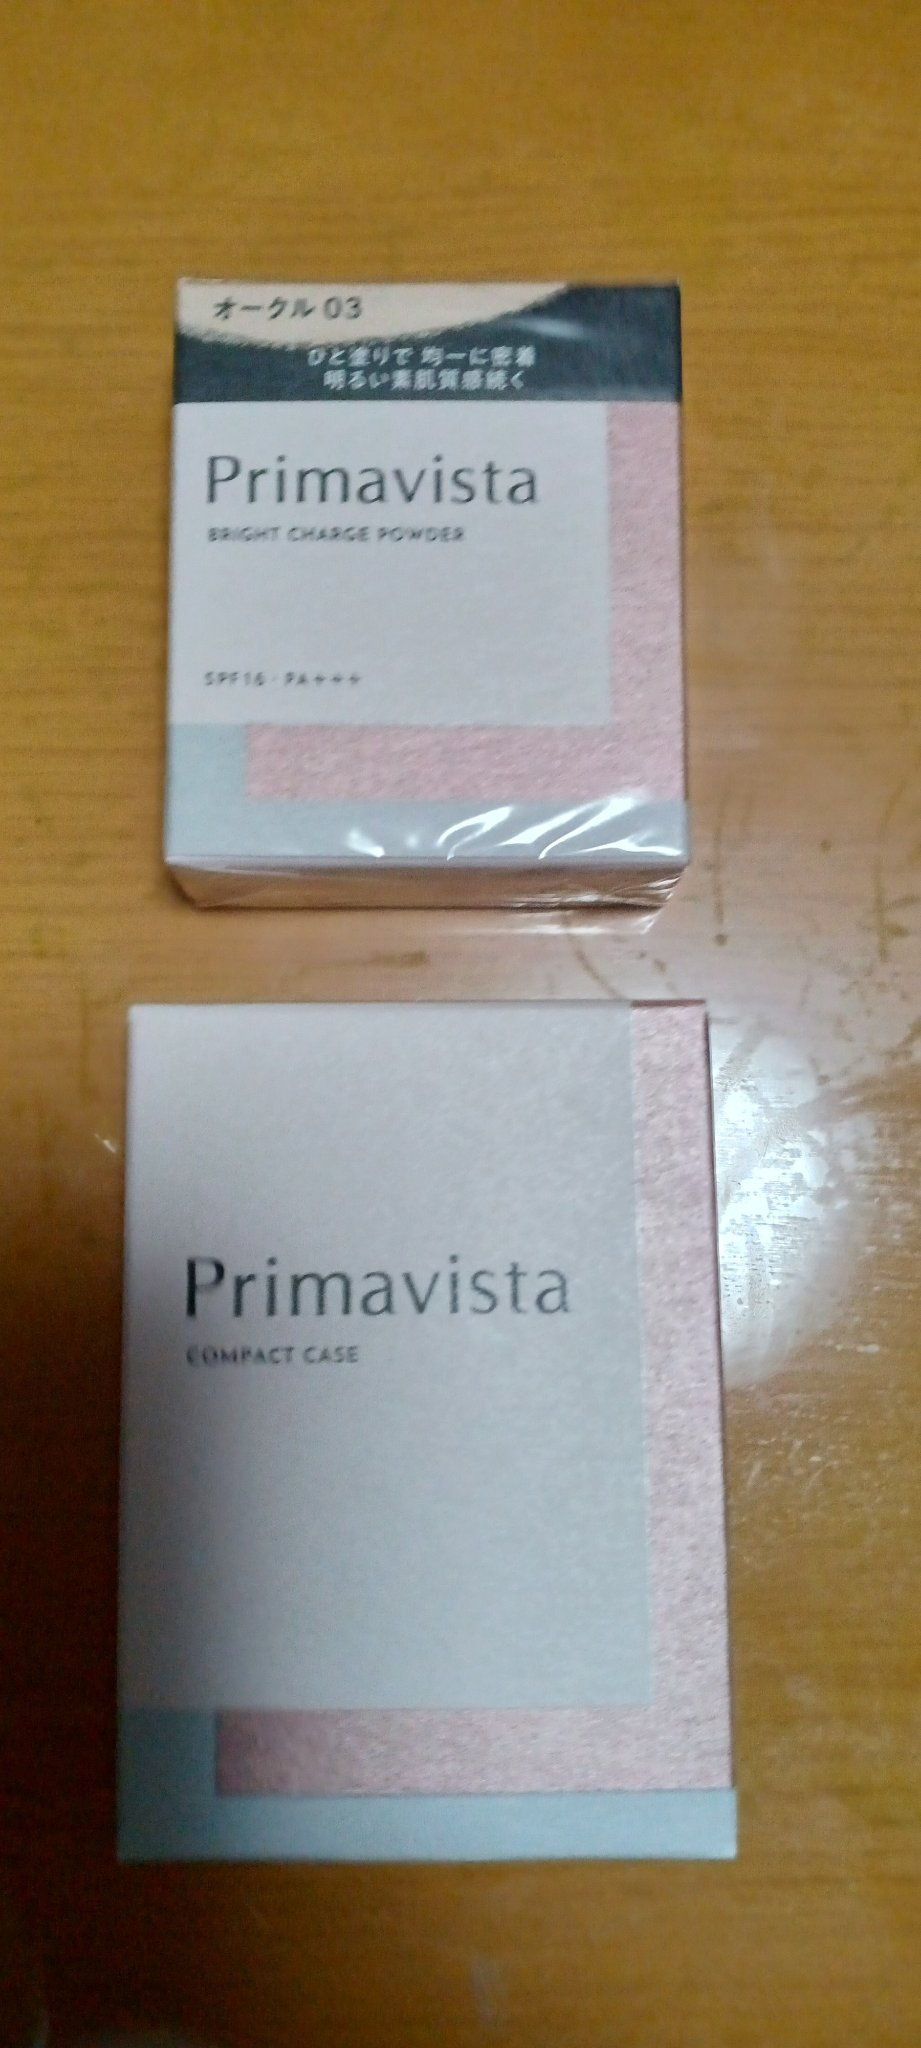 オークル 03
ひと塗りで 均一に密着
明るい素肌質感続く
Primavista
BRIGHT CHARGE POWDER
SPF16・PA+++
Primavista
COMPACT CASE